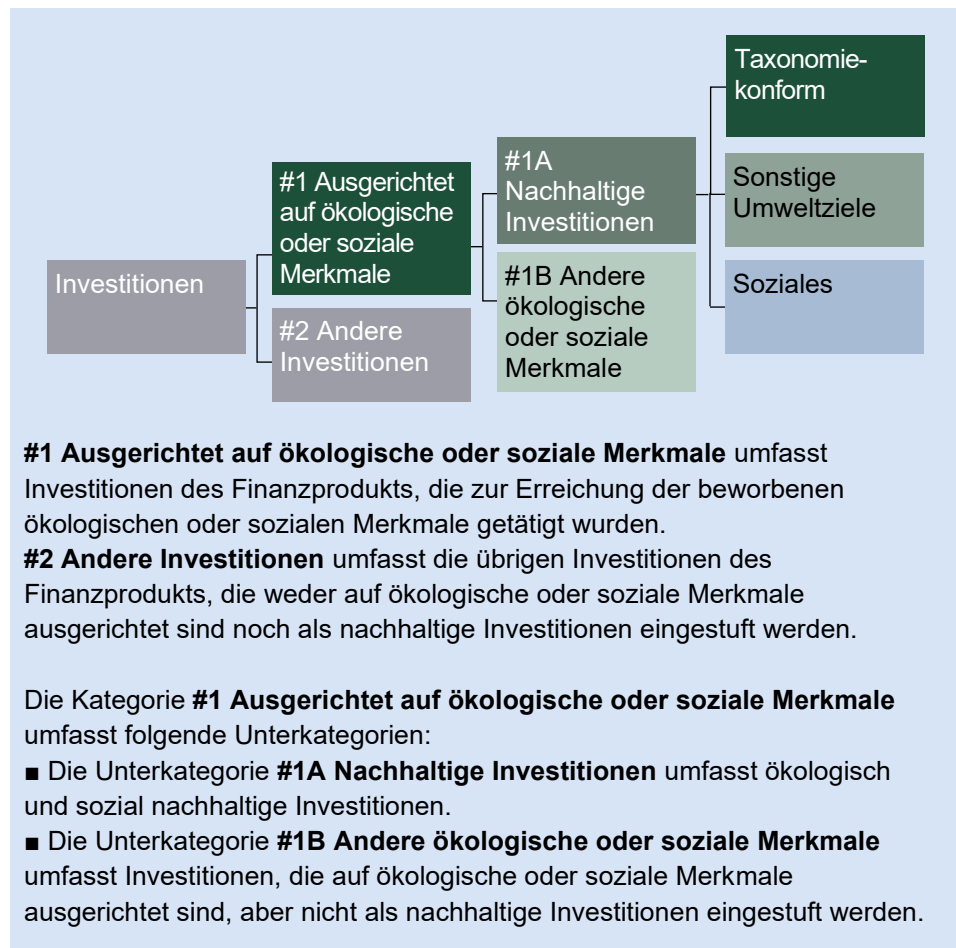 Investitionen
#1 Ausgerichtet
auf ökologische
oder soziale
Merkmale
#2 Andere
Investitionen
#1A
Nachhaltige
Investitionen
#1B Andere
ökologische
oder soziale
Merkmale
Taxonomie-
konform
Sonstige
Umweltziele
Soziales
#1 Ausgerichtet auf ökologische oder soziale Merkmale umfasst
Investitionen des Finanzprodukts, die zur Erreichung der beworbenen
ökologischen oder sozialen Merkmale getätigt wurden.
#2 Andere Investitionen umfasst die übrigen Investitionen des
Finanzprodukts, die weder auf ökologische oder soziale Merkmale
ausgerichtet sind noch als nachhaltige Investitionen eingestuft werden.
Die Kategorie #1 Ausgerichtet auf ökologische oder soziale Merkmale
umfasst folgende Unterkategorien:
■ Die Unterkategorie #1A Nachhaltige Investitionen umfasst ökologisch
und sozial nachhaltige Investitionen.
■ Die Unterkategorie #1B Andere ökologische oder soziale Merkmale
umfasst Investitionen, die auf ökologische oder soziale Merkmale
ausgerichtet sind, aber nicht als nachhaltige Investitionen eingestuft werden.